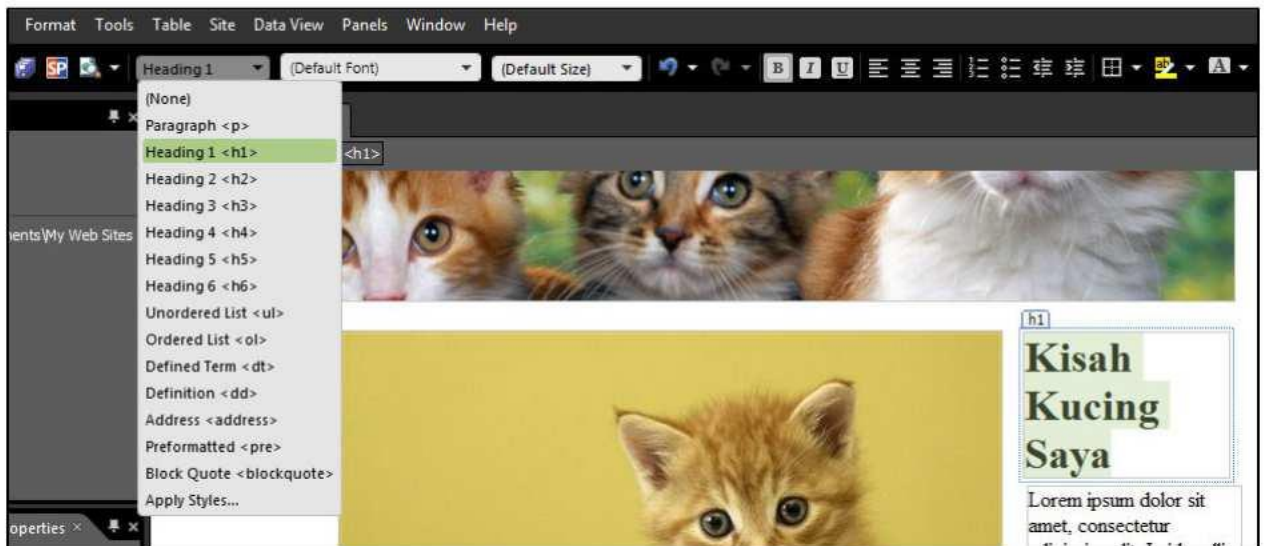 Format Tools Table Site Data View Panels Window Help
SP Heading 1 (Default Font) (Default Size) B I U ab A
(None)
Paragraph <p>
Heading 1 <h1>
<h1>
Heading 2 <h2>
Heading 3 <h3>
ments\My Web Sites
Heading 4 <h4>
Heading 5 <h5>
Heading 6 <h6>
Unordered List <ul>
Ordered List <ol>
Defined Term <dt>
Definition <dd>
Address <address>
Preformatted <pre>
Block Quote <blockquote>
Apply Styles...
operties
h1
Kisah
Kucing
Saya
Lorem ipsum dolor sit
amet, consectetur